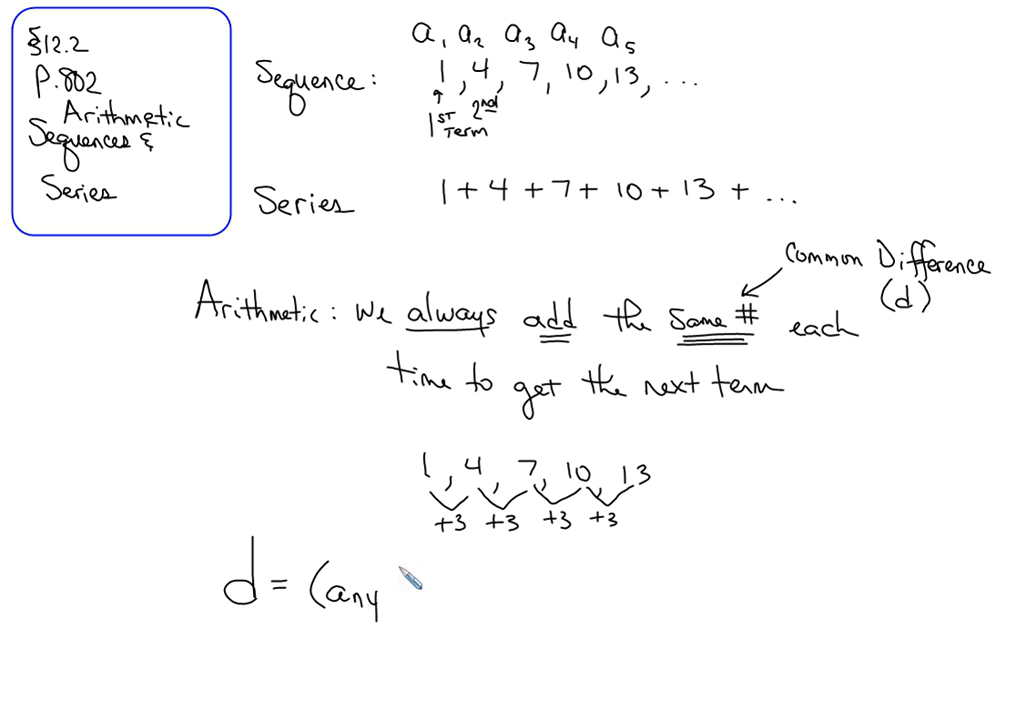 §12.2
P.802
Arithmetic
Sequences &
Series
a₁ a₂ a₃ a₄ a₅
Sequence: 1, 4, 7, 10, 13, ...
1ST Term 2nd
Series 1 + 4 + 7 + 10 + 13 + ...
Common Difference
(d)
Arithmetic: we always add the same # each
time to get the next term
1, 4, 7, 10, 13
+3 +3 +3 +3
d = (any